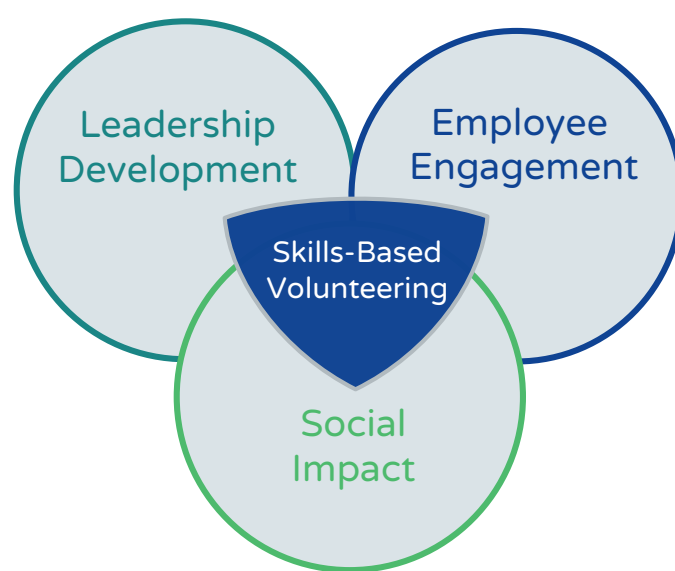 Leadership
Development
Employee
Engagement
Skills-Based
Volunteering
Social
Impact